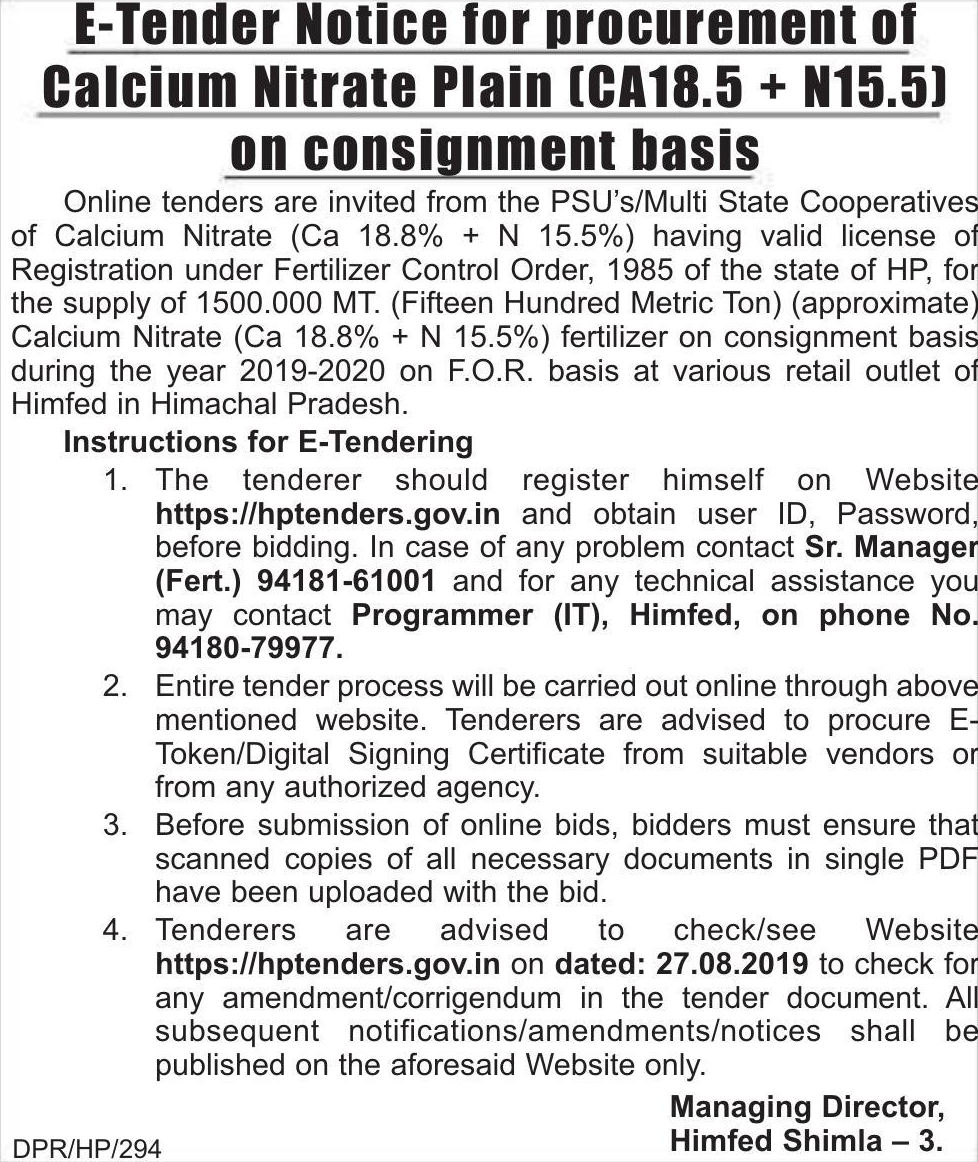 E-Tender Notice for procurement of
Calcium Nitrate Plain (CA18.5 + N15.5)
on consignment basis
Online tenders are invited from the PSU's/Multi State Cooperatives
of Calcium Nitrate (Ca 18.8% + N 15.5%) having valid license of
Registration under Fertilizer Control Order, 1985 of the state of HP, for
the supply of 1500.000 MT. (Fifteen Hundred Metric Ton) (approximate)
Calcium Nitrate (Ca 18.8% + N 15.5%) fertilizer on consignment basis
during the year 2019-2020 on F.O.R. basis at various retail outlet of
Himfed in Himachal Pradesh.
Instructions for E-Tendering
1. The tenderer should register himself on Website
https://hptenders.gov.in and obtain user ID, Password,
before bidding. In case of any problem contact Sr. Manager
(Fert.) 94181-61001 and for any technical assistance you
may contact Programmer (IT), Himfed, on phone No.
94180-79977.
2. Entire tender process will be carried out online through above
mentioned website. Tenderers are advised to procure E-
Token/Digital Signing Certificate from suitable vendors or
from any authorized agency.
3. Before submission of online bids, bidders must ensure that
scanned copies of all necessary documents in single PDF
have been uploaded with the bid.
4. Tenderers are advised to check/see Website
https://hptenders.gov.in on dated: 27.08.2019 to check for
any amendment/corrigendum in the tender document. All
subsequent notifications/amendments/notices shall be
published on the aforesaid Website only.
Managing Director,
Himfed Shimla – 3.
DPR/HP/294